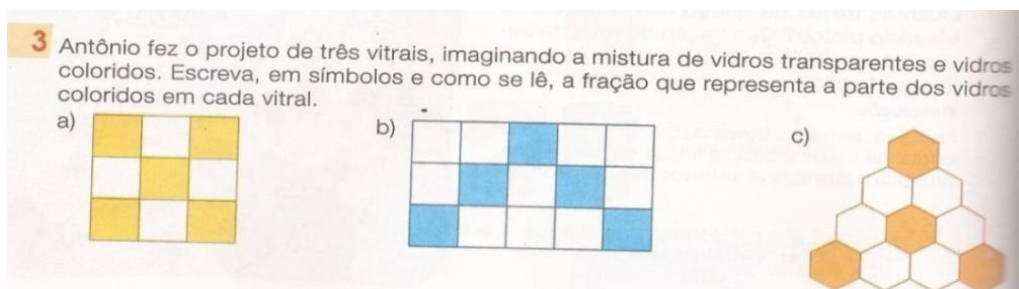 3 Antônio fez o projeto de três vitrais, imaginando a mistura de vidros transparentes e vidros
coloridos. Escreva, em símbolos e como se lê, a fração que representa a parte dos vidros
coloridos em cada vitral.
a)
b)
c)